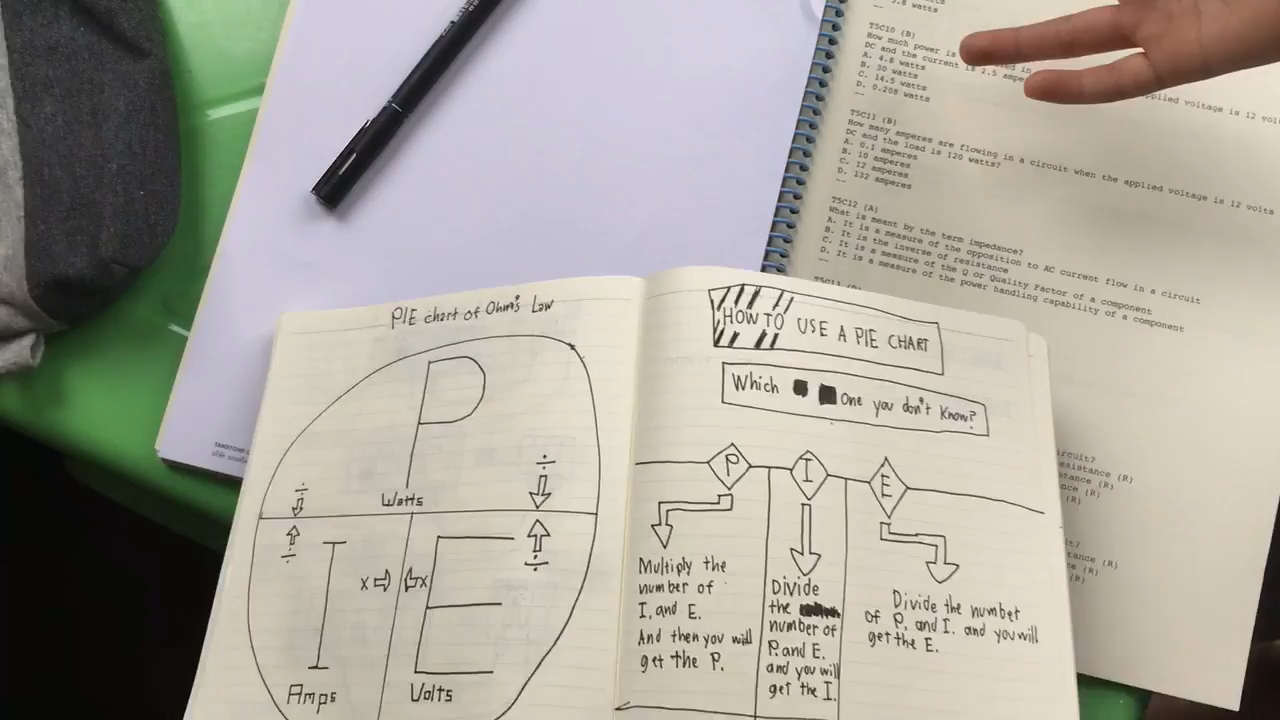 3.8 watts
T5C10 (B)
How much power is
DC and the current is 2.5
applied voltage is 12
A. 4.8 watts
B. 30 watts
C. 14.5 watts
D. 0.208 watts
--
T5C11 (B)
How many amperes are flowing in a circuit when the applied voltage is 12 volts
DC and the load is 120 watts?
A. 0.1 amperes
B. 10 amperes
C. 12 amperes
D. 132 amperes
--
T5C12 (A)
What is meant by the term impedance?
A. It is a measure of the opposition to AC current flow in a circuit
B. It is the inverse of resistance
C. It is a measure of the Q or Quality Factor of a component
D. It is a measure of the power handling capability of a component
--
(R)
(R)
(R)
(R)
(R)
(R)
PIE chart of Ohm's Law
P
Watts
÷
÷
÷
÷
I
x
x
E
Amps
Volts
HOW TO USE A PIE CHART
Which One you don't Know?
P
I
E
Multiply the
number of
I, and E.
And then you will
get the P.
Divide
the
number of
P. and E.
and you will
get the I.
Divide the number
of P, and I. and you will
get the E.